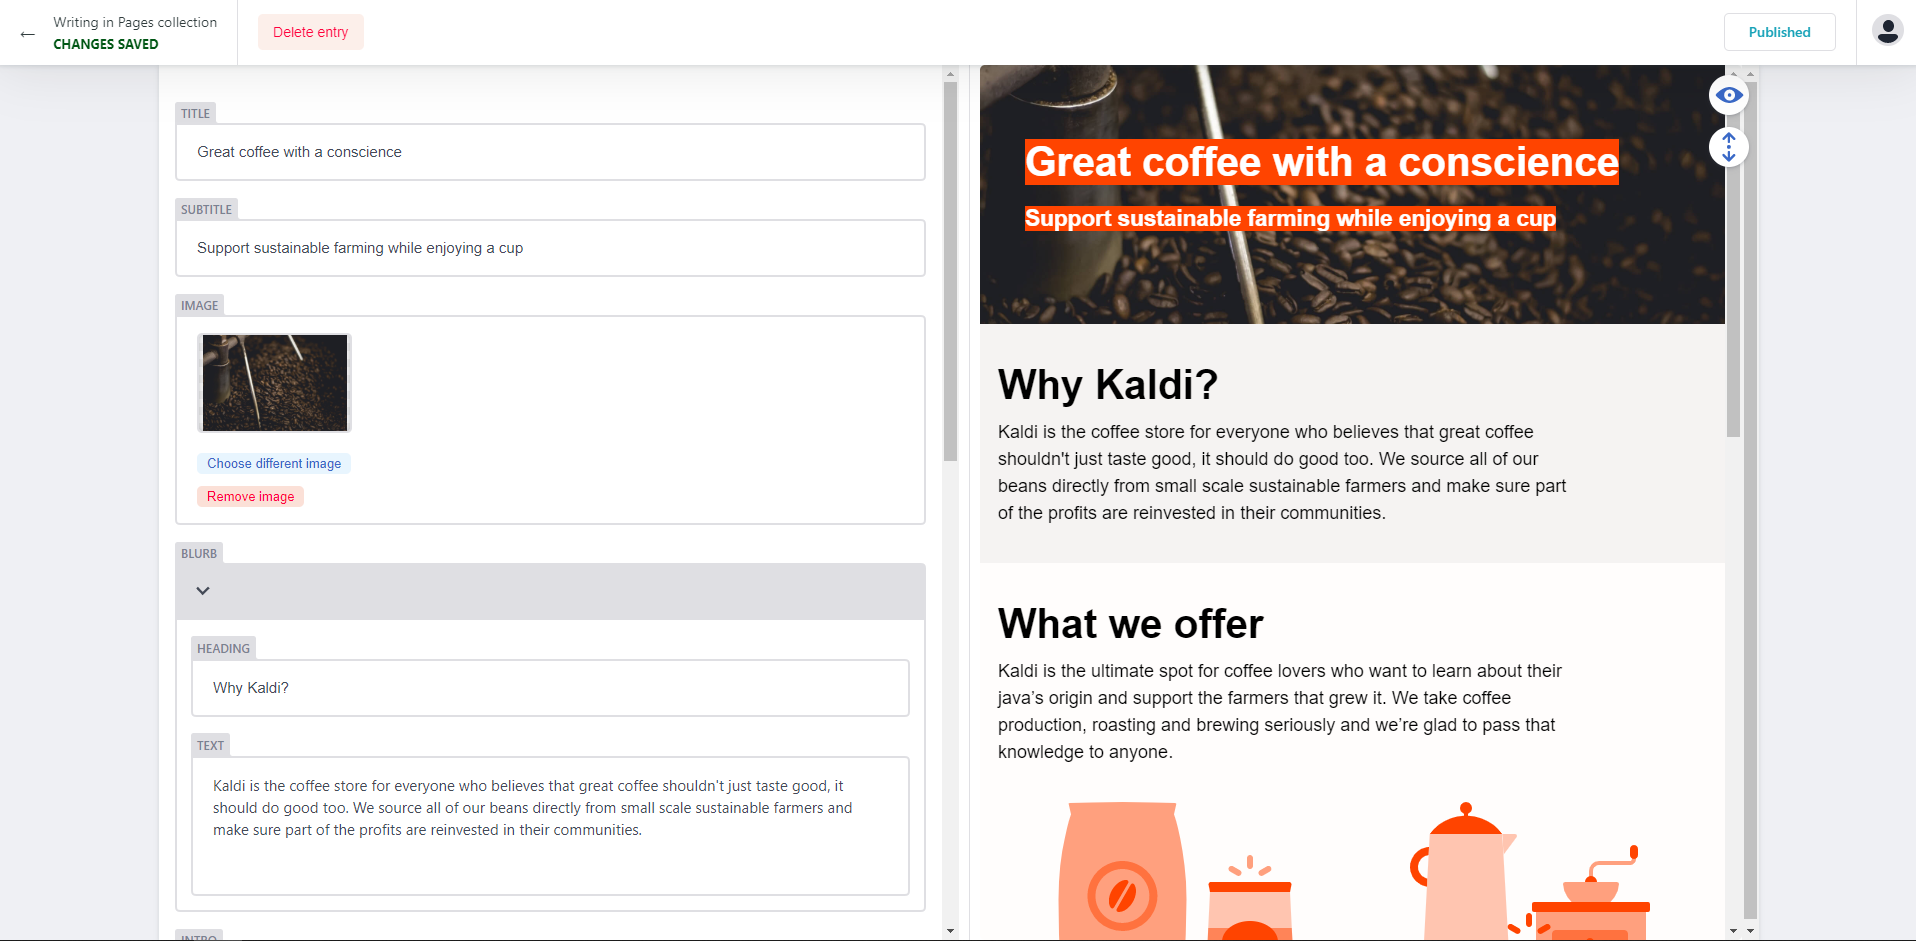 Writing in Pages collection
CHANGES SAVED
Delete entry
Published
TITLE
Great coffee with a conscience
SUBTITLE
Support sustainable farming while enjoying a cup
IMAGE
Choose different image
Remove image
BLURB
HEADING
Why Kaldi?
TEXT
Kaldi is the coffee store for everyone who believes that great coffee shouldn't just taste good, it
should do good too. We source all of our beans directly from small scale sustainable farmers and
make sure part of the profits are reinvested in their communities.
INTRO
Great coffee with a conscience
Support sustainable farming while enjoying a cup
Why Kaldi?
Kaldi is the coffee store for everyone who believes that great coffee
shouldn't just taste good, it should do good too. We source all of our
beans directly from small scale sustainable farmers and make sure part
of the profits are reinvested in their communities.
What we offer
Kaldi is the ultimate spot for coffee lovers who want to learn about their
java’s origin and support the farmers that grew it. We take coffee
production, roasting and brewing seriously and we’re glad to pass that
knowledge to anyone.